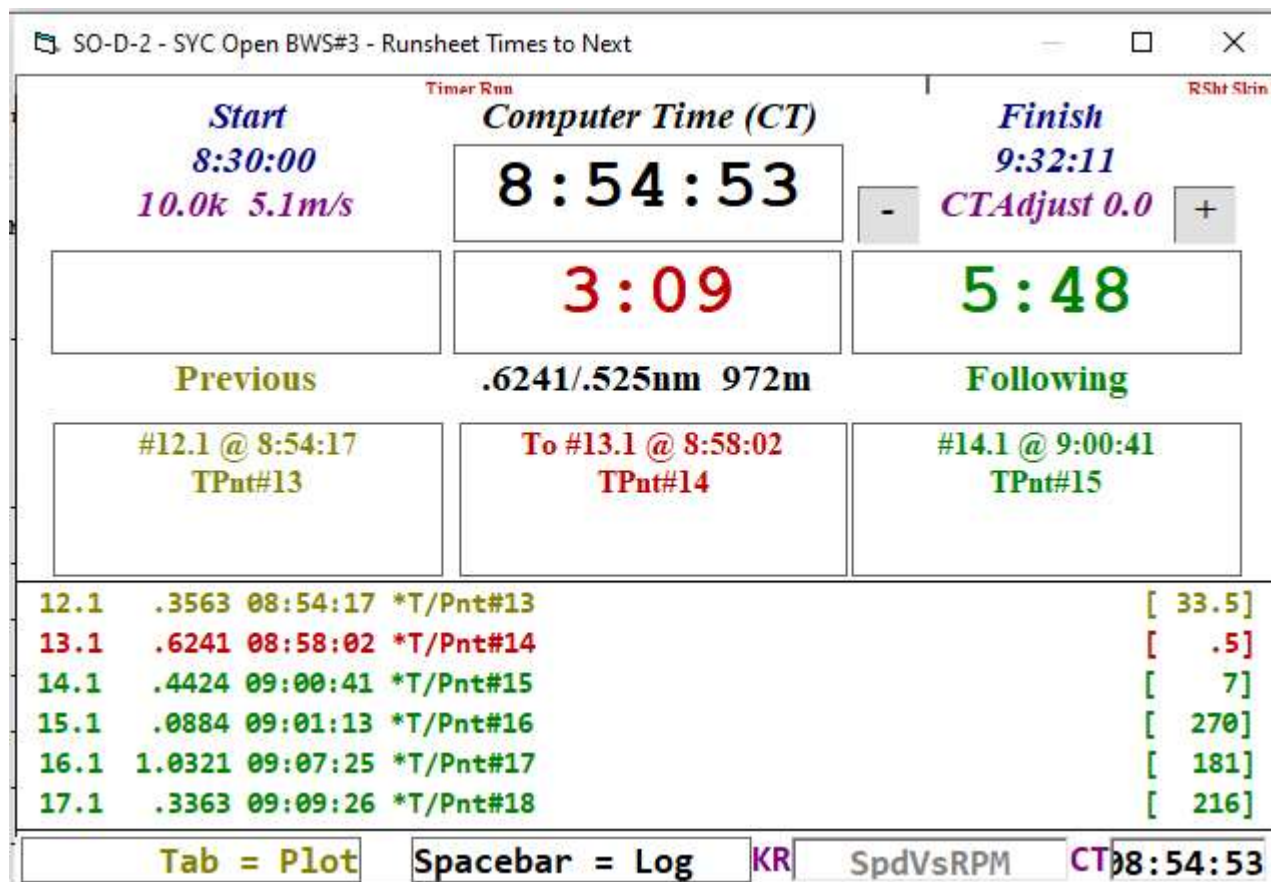 SO-D-2 - SYC Open BWS#3 - Runsheet Times to Next
Timer Run
RSht Skin
Start
Computer Time (CT)
Finish
8:30:00
8:54:53
9:32:11
10.0k 5.1m/s
-
CTAdjust 0.0
+
3:09
5:48
Previous
.6241/.525nm 972m
Following
#12.1 @ 8:54:17
TPnt#13
To #13.1 @ 8:58:02
TPnt#14
#14.1 @ 9:00:41
TPnt#15
12.1 .3563 08:54:17 *T/Pnt#13 [ 33.5]
13.1 .6241 08:58:02 *T/Pnt#14 [ .5]
14.1 .4424 09:00:41 *T/Pnt#15 [ 7]
15.1 .0884 09:01:13 *T/Pnt#16 [ 270]
16.1 1.0321 09:07:25 *T/Pnt#17 [ 181]
17.1 .3363 09:09:26 *T/Pnt#18 [ 216]
Tab = Plot Spacebar = Log KR SpdVsRPM CT 08:54:53